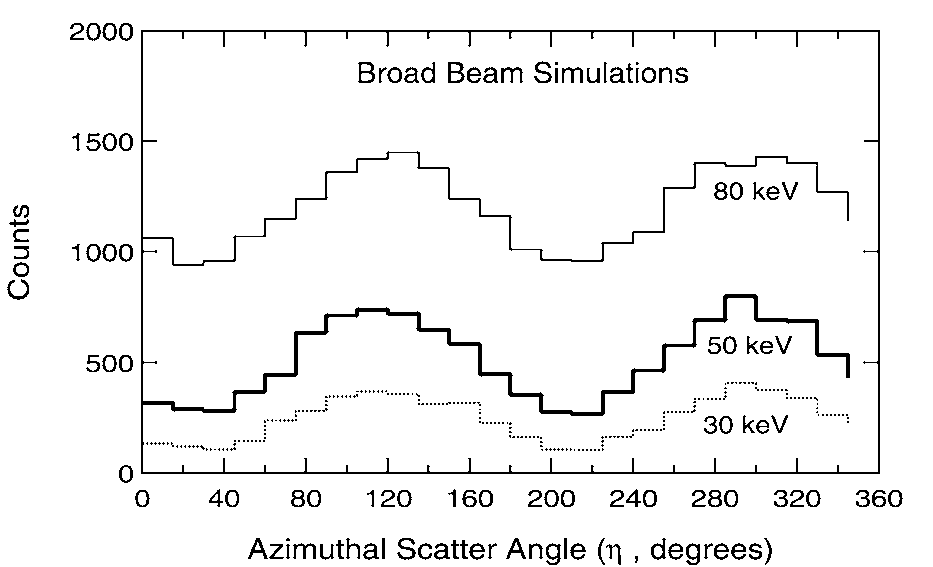 2000
Broad Beam Simulations
1500
80 keV
Counts
1000
500
50 keV
30 keV
0
0 40 80 120 160 200 240 280 320 360
Azimuthal Scatter Angle (η , degrees)